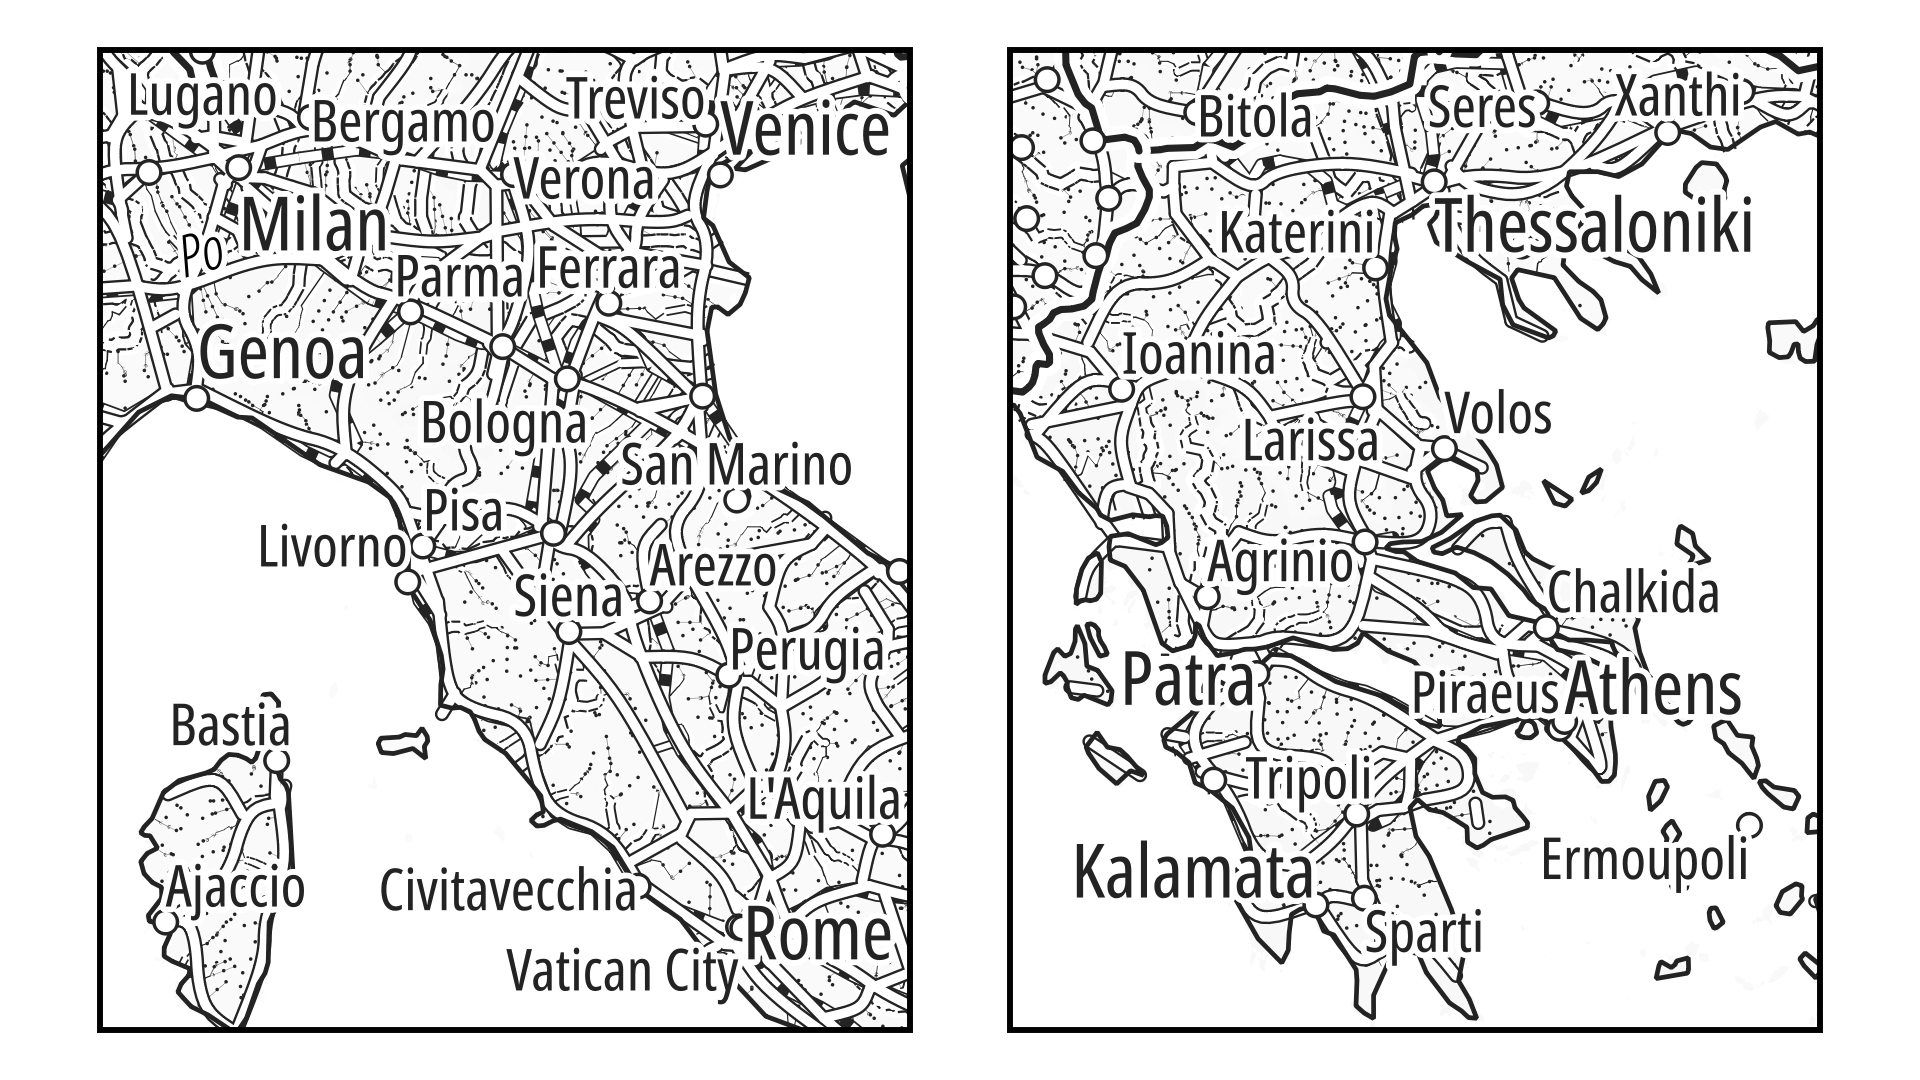 Lugano
Bergamo
Treviso
Venice
Verona
Milan
Po
Parma
Ferrara
Genoa
Bologna
San Marino
Pisa
Livorno
Arezzo
Siena
Perugia
Bastia
L'Aquila
Ajaccio
Civitavecchia
Rome
Vatican City
Bitola
Seres
Xanthi
Katerini
Thessaloniki
Ioanina
Volos
Larissa
Agrinio
Chalkida
Patra
Piraeus
Athens
Tripoli
Kalamata
Ermoupoli
Sparti